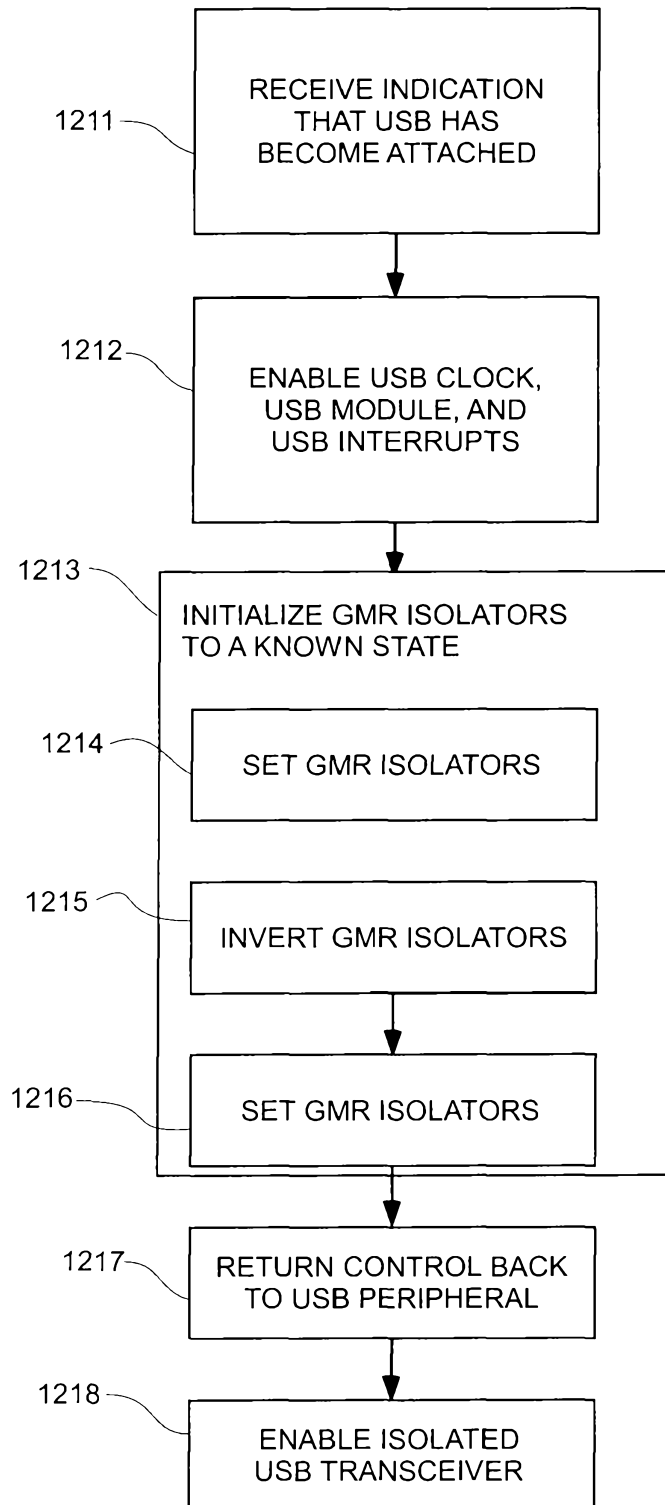 1211
RECEIVE INDICATION
THAT USB HAS
BECOME ATTACHED
1212
ENABLE USB CLOCK,
USB MODULE, AND
USB INTERRUPTS
1213
INITIALIZE GMR ISOLATORS
TO A KNOWN STATE
1214
SET GMR ISOLATORS
1215
INVERT GMR ISOLATORS
1216
SET GMR ISOLATORS
1217
RETURN CONTROL BACK
TO USB PERIPHERAL
1218
ENABLE ISOLATED
USB TRANSCEIVER